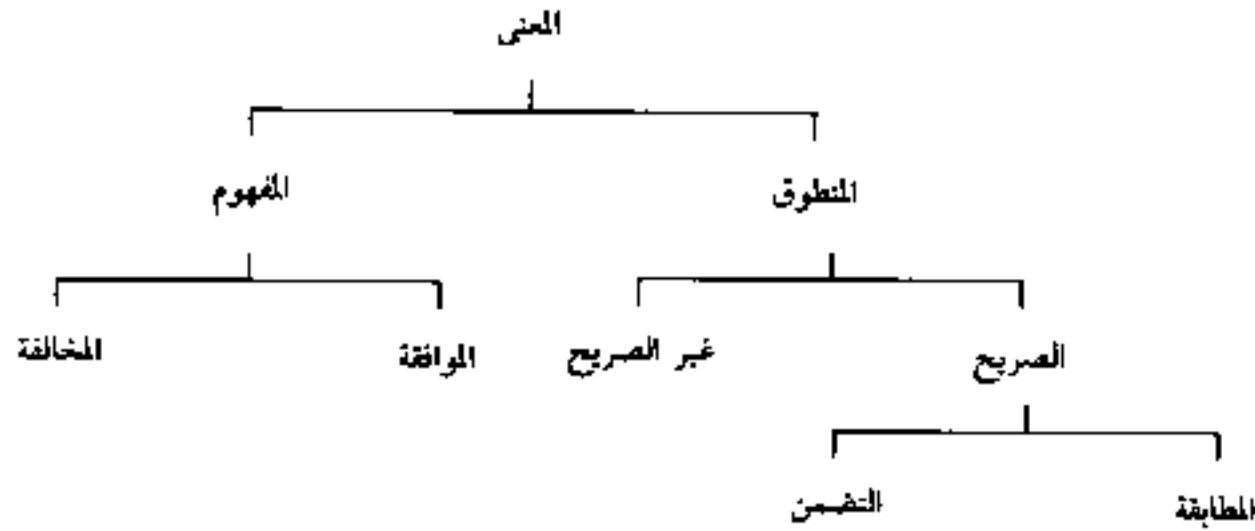 المعنى
المنطوق المفهوم
الصريح غير الصريح الموافقة المخالفة
المطابقة التضمن